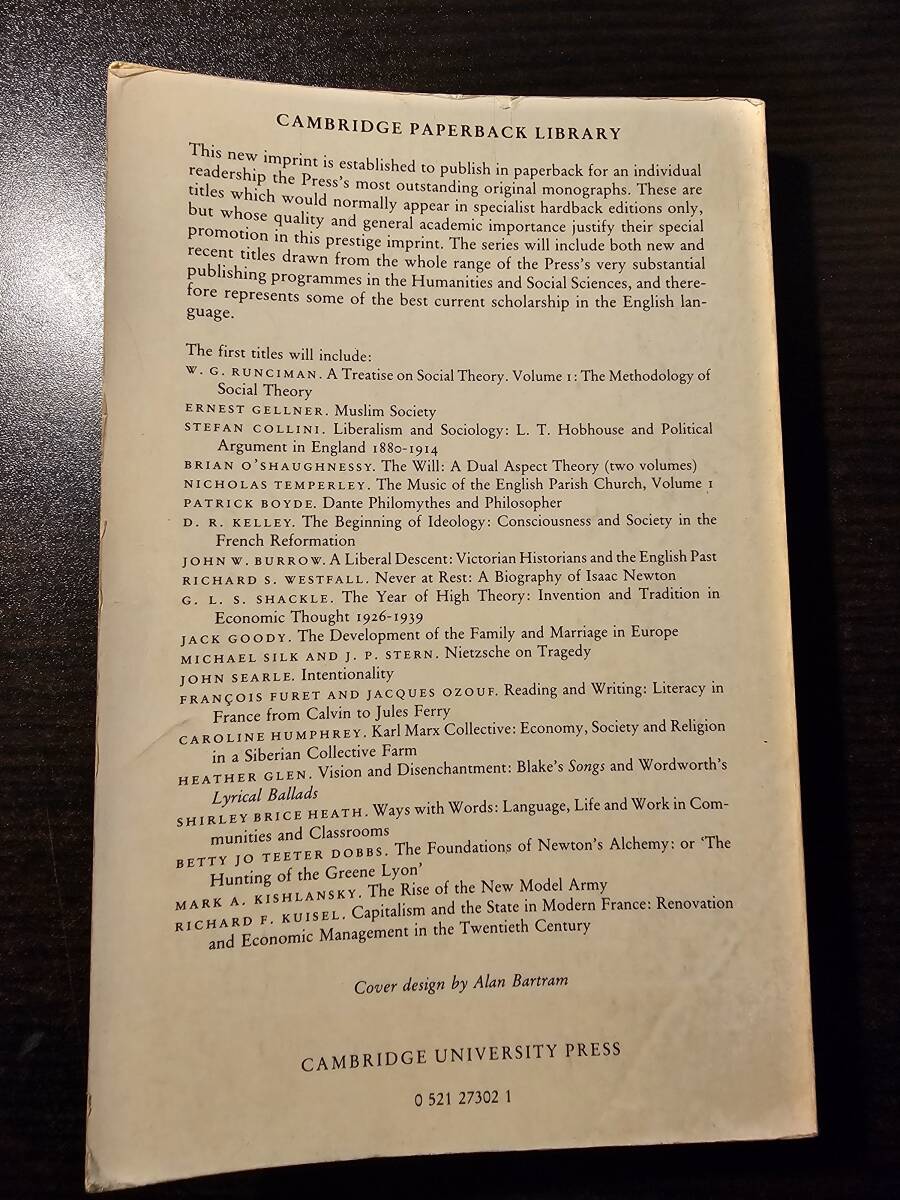 CAMBRIDGE PAPERBACK LIBRARY
This new imprint is established to publish in paperback for an individual
readership the Press's most outstanding original monographs. These are
titles which would normally appear in specialist hardback editions only,
but whose quality and general academic importance justify their special
promotion in this prestige imprint. The series will include both new and
recent titles drawn from the whole range of the Press's very substantial
publishing programmes in the Humanities and Social Sciences, and there-
fore represents some of the best current scholarship in the English lan-
guage.
The first titles will include:
W. G. RUNCIMAN. A Treatise on Social Theory. Volume 1: The Methodology of
Social Theory
ERNEST GELLNER. Muslim Society
STEFAN COLLINI. Liberalism and Sociology: L. T. Hobhouse and Political
Argument in England 1880-1914
BRIAN O'SHAUGHNESSY. The Will: A Dual Aspect Theory (two volumes)
NICHOLAS TEMPERLEY. The Music of the English Parish Church, Volume 1
PATRICK BOYDE. Dante Philomythes and Philosopher
D. R. KELLEY. The Beginning of Ideology: Consciousness and Society in the
French Reformation
JOHN W. BURROW. A Liberal Descent: Victorian Historians and the English Past
RICHARD S. WESTFALL. Never at Rest: A Biography of Isaac Newton
G. L. S. SHACKLE. The Year of High Theory: Invention and Tradition in
Economic Thought 1926-1939
JACK GOODY. The Development of the Family and Marriage in Europe
MICHAEL SILK AND J. P. STERN. Nietzsche on Tragedy
JOHN SEARLE. Intentionality
FRANÇOIS FURET AND JACQUES OZOUF. Reading and Writing: Literacy in
France from Calvin to Jules Ferry
CAROLINE HUMPHREY. Karl Marx Collective: Economy, Society and Religion
in a Siberian Collective Farm
HEATHER GLEN. Vision and Disenchantment: Blake's Songs and Wordworth's
Lyrical Ballads
SHIRLEY BRICE HEATH. Ways with Words: Language, Life and Work in Com-
munities and Classrooms
BETTY JO TEETER DOBBS. The Foundations of Newton's Alchemy: or 'The
Hunting of the Greene Lyon'
MARK A. KISHLANSKY. The Rise of the New Model Army
RICHARD F. KUISEL. Capitalism and the State in Modern France: Renovation
and Economic Management in the Twentieth Century
Cover design by Alan Bartram
CAMBRIDGE UNIVERSITY PRESS
0 521 27302 1